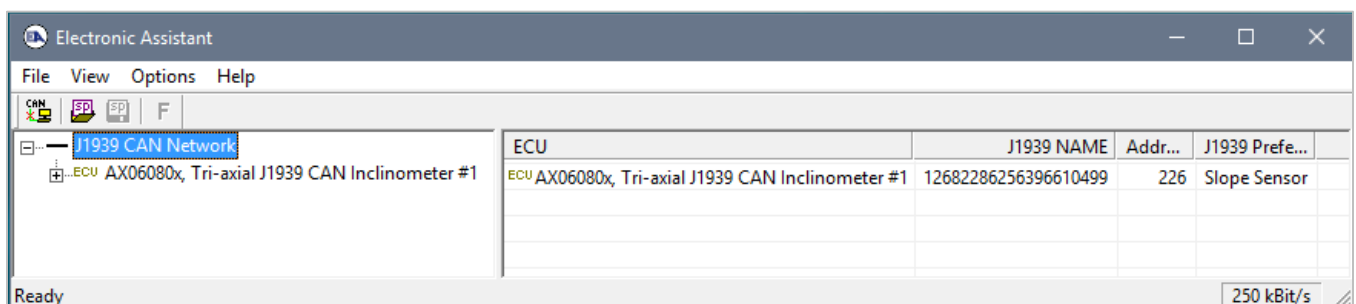 Electronic Assistant
File View Options Help
CAN SP SP F
J1939 CAN Network
ECU AX06080x, Tri-axial J1939 CAN Inclinometer #1
ECU J1939 NAME Addr... J1939 Prefe...
ECU AX06080x, Tri-axial J1939 CAN Inclinometer #1 12682286256396610499 226 Slope Sensor
Ready 250 kBit/s